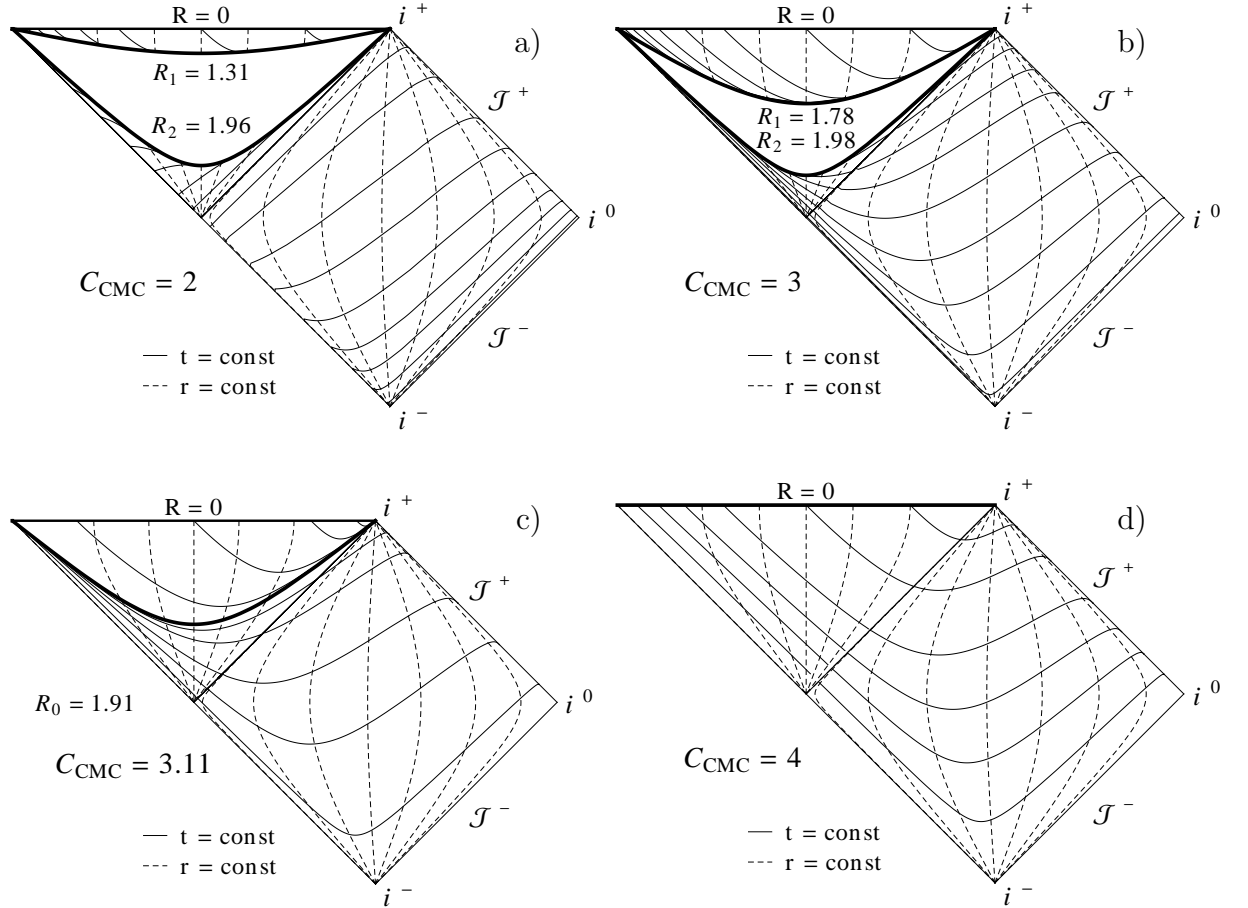 R = 0
i +
a)
R1 = 1.31
R2 = 1.96
𝒥 +
i 0
CCMC = 2
𝒥 −
t = const
r = const
i −
R = 0
i +
b)
R1 = 1.78
R2 = 1.98
𝒥 +
i 0
CCMC = 3
𝒥 −
t = const
r = const
i −
R = 0
i +
c)
𝒥 +
R0 = 1.91
i 0
CCMC = 3.11
𝒥 −
t = const
r = const
i −
R = 0
i +
d)
𝒥 +
i 0
CCMC = 4
𝒥 −
t = const
r = const
i −